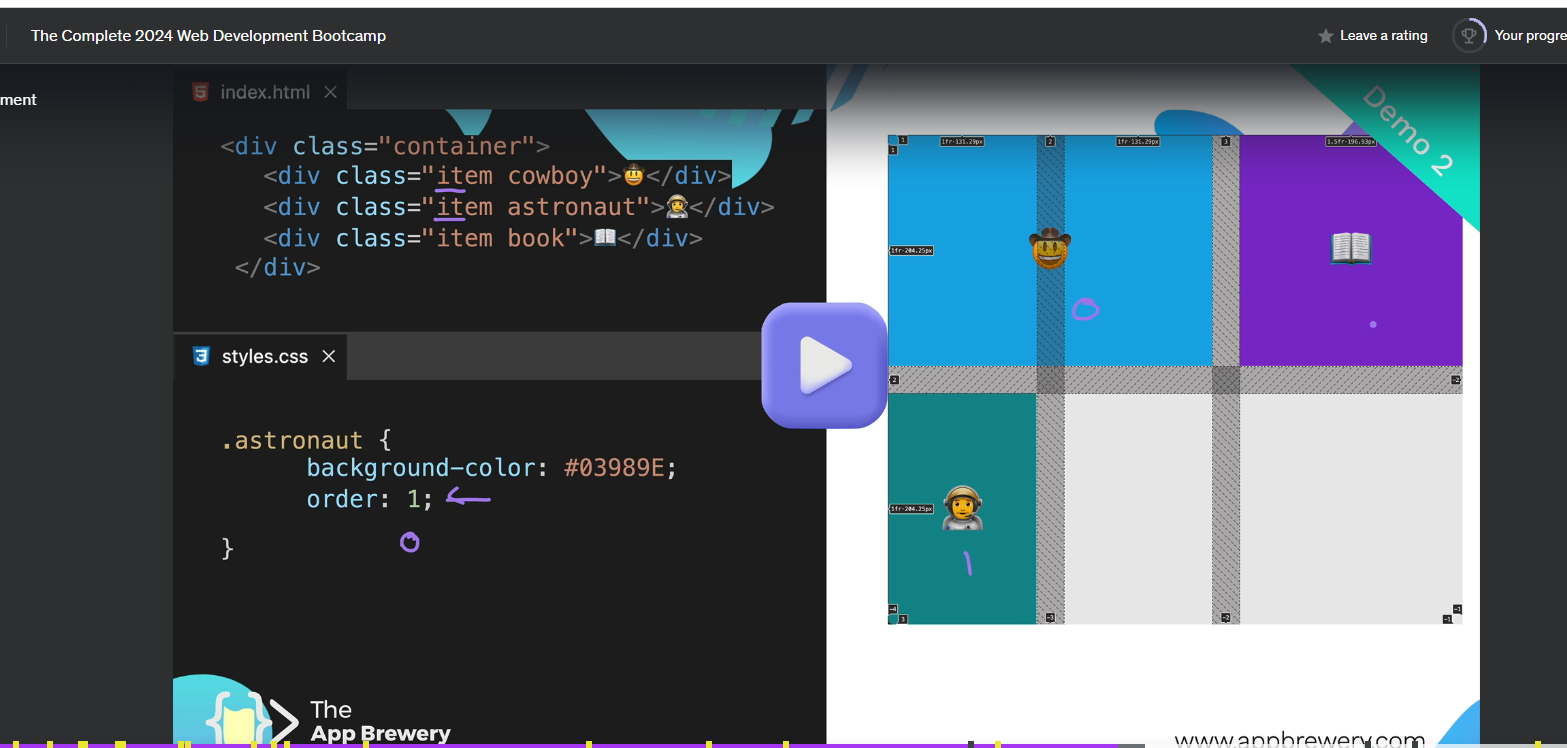 The Complete 2024 Web Development Bootcamp
Leave a rating
Your progre
ment
index.html
<div class="container">
<div class="item cowboy">🤠</div>
<div class="item astronaut">🧑‍🚀</div>
<div class="item book">📖</div>
</div>
styles.css
.astronaut {
background-color: #03989E;
order: 1;
}
Demo 2
1
1fr-131.29px
2
1fr-131.29px
3
1.5fr-196.93px
1
1fr-204.25px
2
-2
1fr-204.25px
-4
3
-3
-2
-1
-1
The
App Brewery
www.appbrewery.com